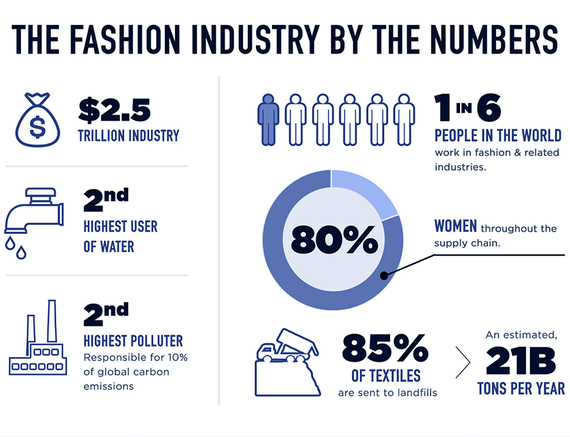 THE FASHION INDUSTRY BY THE NUMBERS
$2.5
TRILLION INDUSTRY
2nd
HIGHEST USER
OF WATER
2nd
HIGHEST POLLUTER
Responsible for 10%
of global carbon
emissions
1 IN 6
PEOPLE IN THE WORLD
work in fashion & related
industries.
80%
WOMEN throughout the
supply chain.
85%
OF TEXTILES
are sent to landfills
An estimated,
21B
TONS PER YEAR